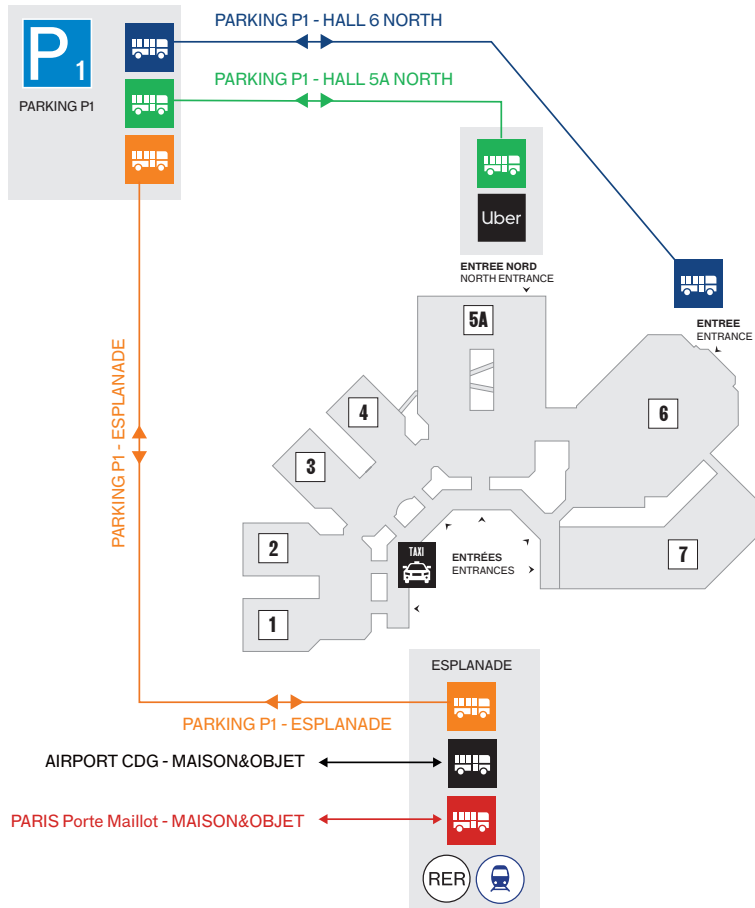 PARKING P1 - HALL 6 NORTH
P1
PARKING P1
PARKING P1 - HALL 5A NORTH
Uber
ENTREE NORD
NORTH ENTRANCE
5A
ENTREE
ENTRANCE
4
6
3
PARKING P1 - ESPLANADE
2
TAXI
ENTRÉES
ENTRANCES
7
1
ESPLANADE
PARKING P1 - ESPLANADE
AIRPORT CDG - MAISON&OBJET
PARIS Porte Maillot - MAISON&OBJET
RER